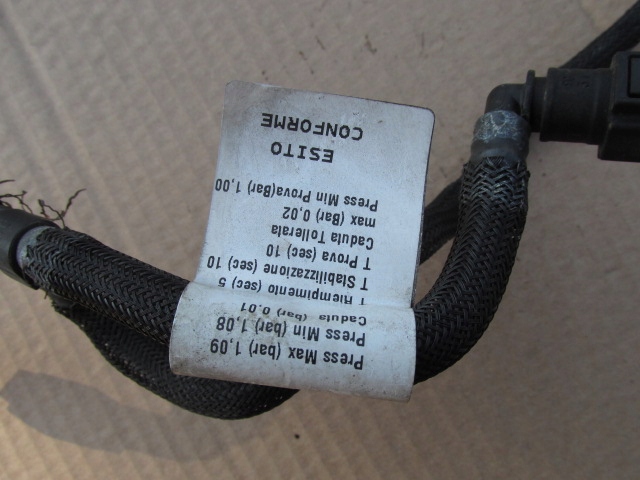 Press Max (bar) 1,09
Press Min (bar) 1,08
Caduta (bar) 0,01
T Riempimento (sec) 5
T Stabilizzazione (sec) 10
T Prova (sec) 10
Caduta Tollerata
max (Bar) 0,02
Press Min Prova(Bar) 1,00
ESITO
CONFORME